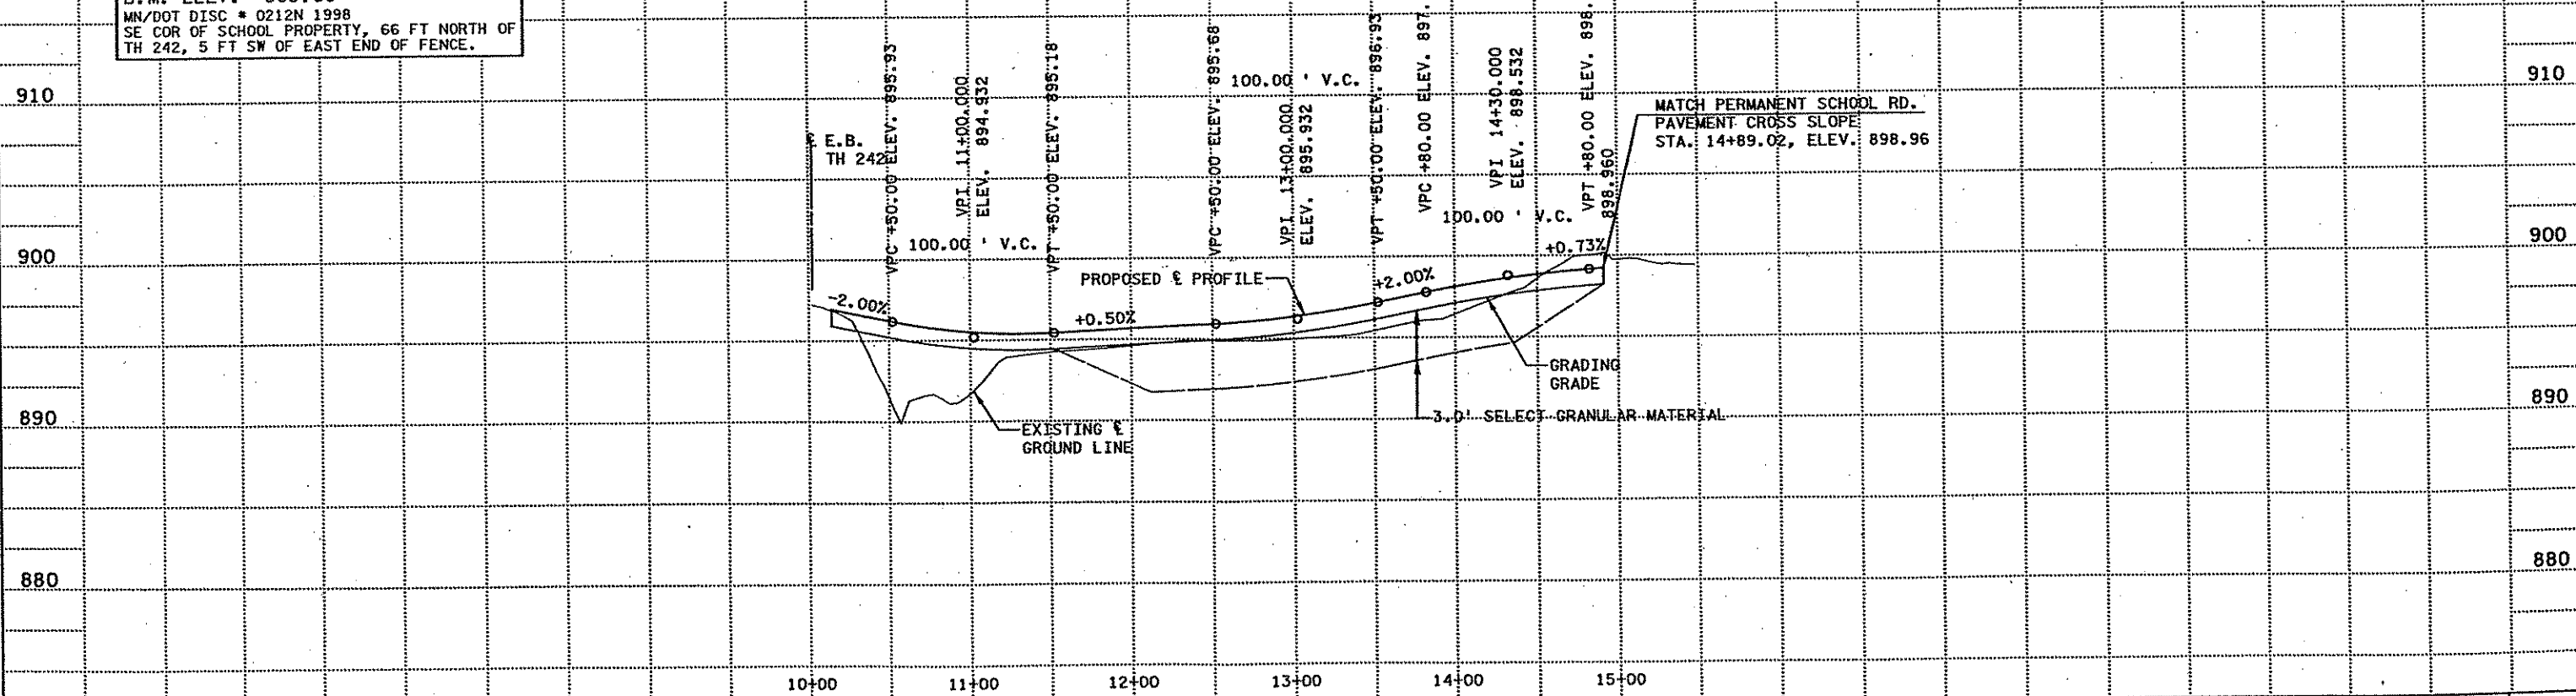 MN/DOT DISC * 0212N 1998
SE COR OF SCHOOL PROPERTY, 66 FT NORTH OF
TH 242, 5 FT SW OF EAST END OF FENCE.
910
900
890
880
910
900
890
880
℄ E.B.
TH 242
VPC +50.00 ELEV. 895.93
VPI 11+00.000
ELEV. 894.932
VPT +50.00 ELEV. 895.18
100.00 ' V.C.
VPC +50.00 ELEV. 895.68
100.00 ' V.C.
VPI 13+00.000
ELEV. 895.932
VPT +50.00 ELEV. 896.93
VPC +80.00 ELEV. 897.
VPI 14+30.000
ELEV. 898.532
100.00 ' V.C.
VPT +80.00 ELEV. 898.
898.960
MATCH PERMANENT SCHOOL RD.
PAVEMENT CROSS SLOPE
STA. 14+89.02, ELEV. 898.96
-2.00%
+0.50%
PROPOSED ℄ PROFILE
+2.00%
+0.73%
GRADING
GRADE
3.0' SELECT GRANULAR MATERIAL
EXISTING ℄
GROUND LINE
10+00
11+00
12+00
13+00
14+00
15+00